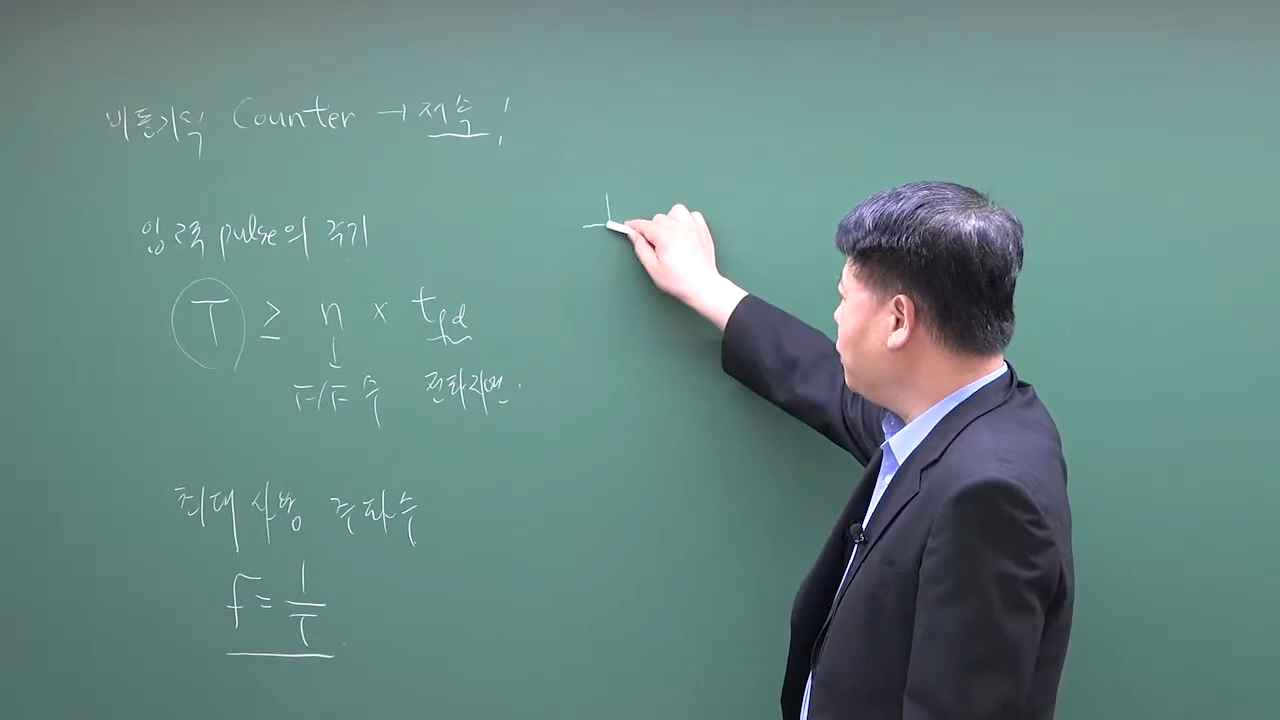 비동기식 Counter → 저속!
입력 pulse의 주기
T ≥ n × tpd
↓
F/F 수 전파지연.
최대 사용 주파수
f = 1/T